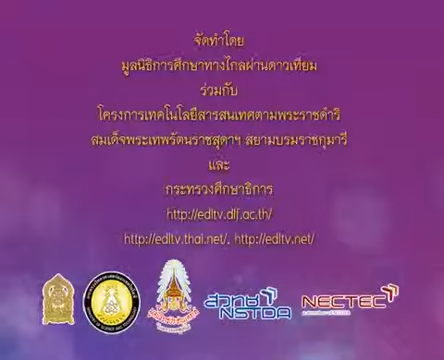 จัดทำโดย
มูลนิธิการศึกษาทางไกลผ่านดาวเทียม
ร่วมกับ
โครงการเทคโนโลยีสารสนเทศตามพระราชดำริ
สมเด็จพระเทพรัตนราชสุดาฯ สยามบรมราชกุมารี
และ
กระทรวงศึกษาธิการ
http://edltv.dlf.ac.th/
http://edltv.thai.net/, http://edltv.net/
สวทช
NSTDA
NECTEC